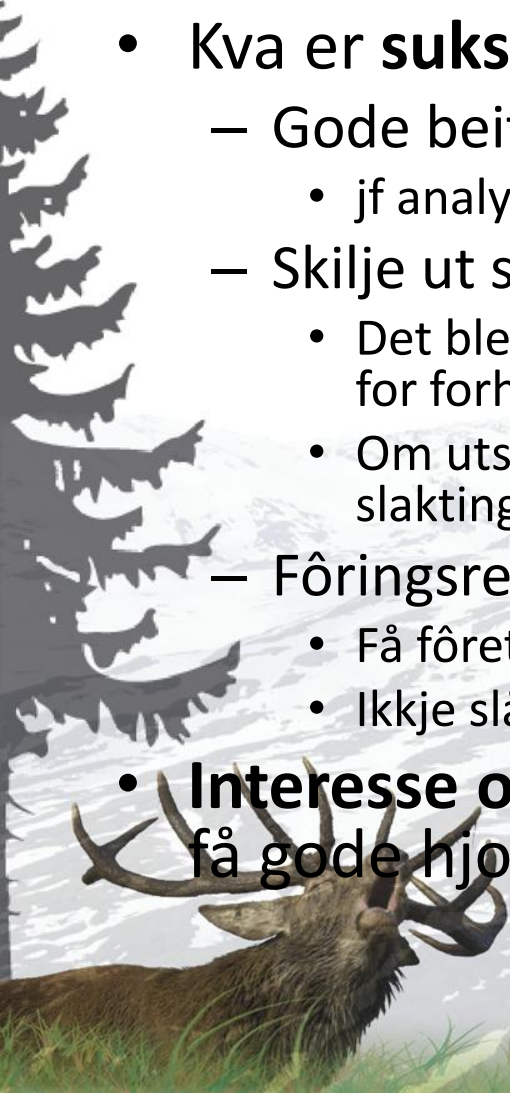 • Kva er suks
– Gode beit
• jf analy
– Skilje ut s
• Det ble
for forh
• Om uts
slakting
– Fôringsre
• Få fôret
• Ikkje slå
• Interesse o
få gode hjo